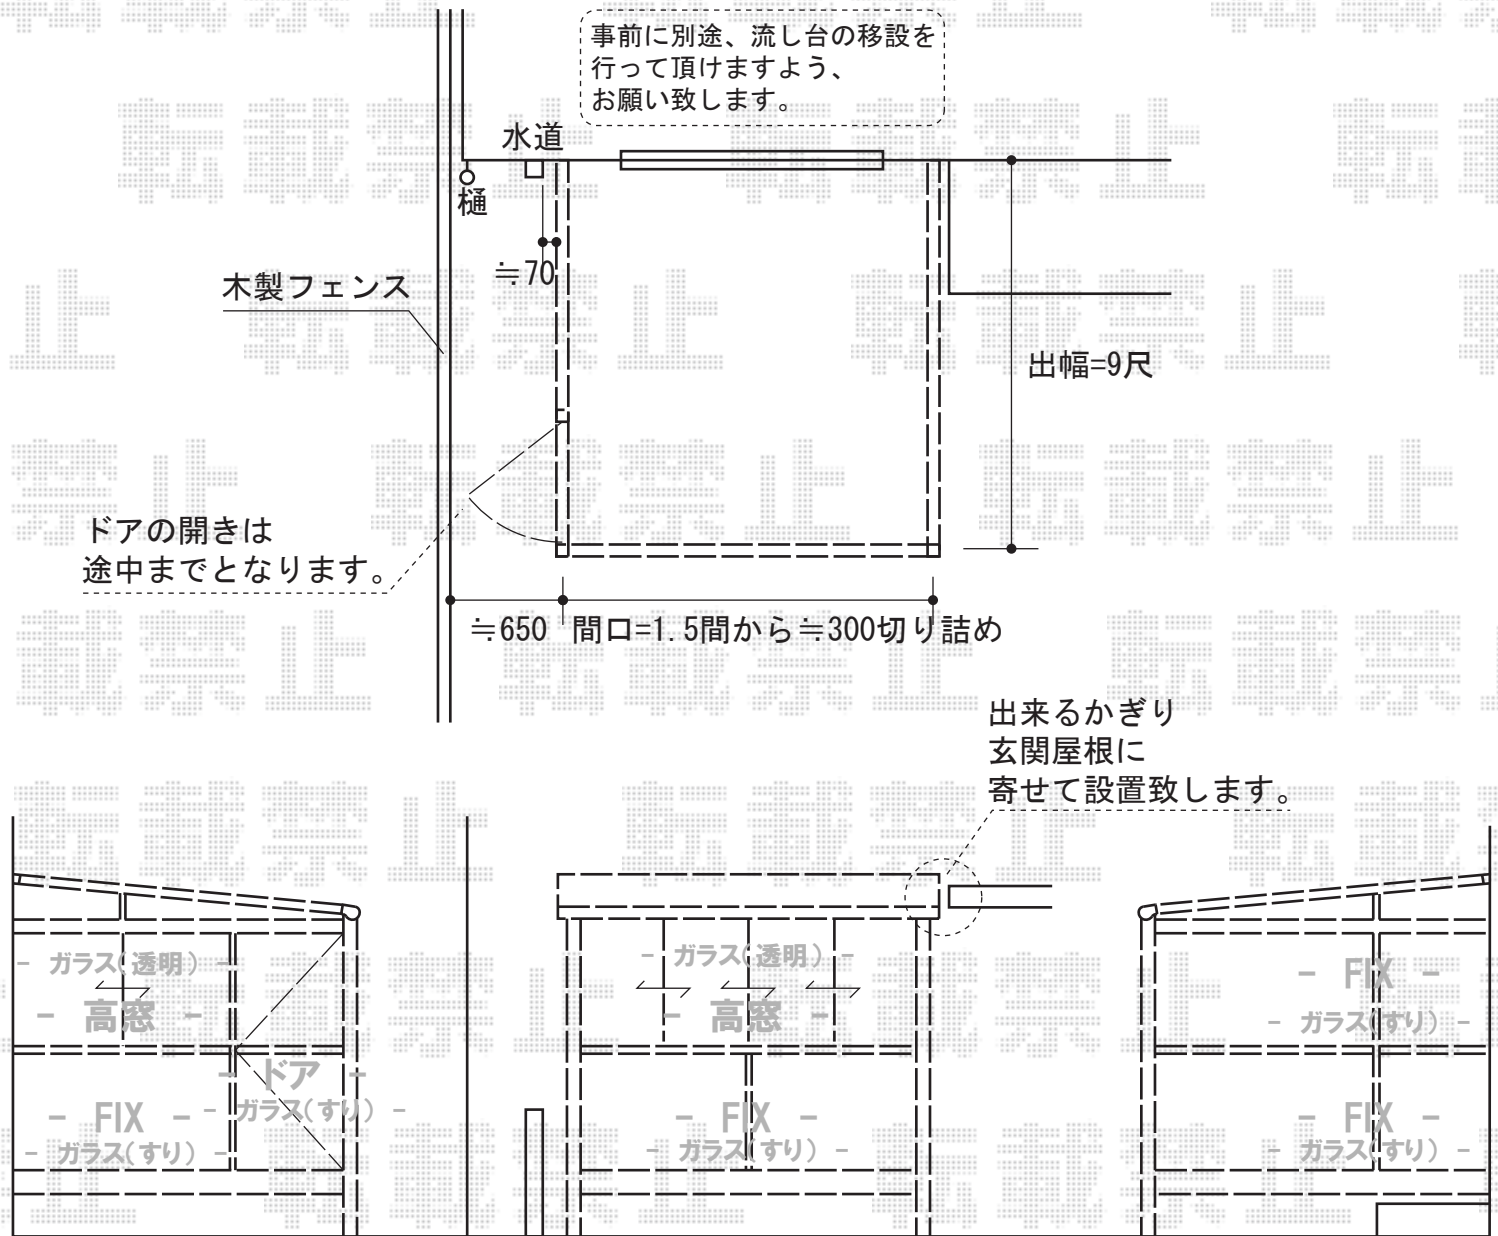 事前に別途、流し台の移設を
行って頂けますよう、
お願い致します。
水道
樋
≒70
木製フェンス
出幅=9尺
ドアの開きは
途中までとなります。
≒650
間口=1.5間から≒300切り詰め
出来るかぎり
玄関屋根に
寄せて設置致します。
- ガラス(透明) -
- 高窓 -
- ドア -
- ガラス(すり) -
- FIX -
- ガラス(すり) -
- ガラス(透明) -
- 高窓 -
- FIX -
- ガラス(すり) -
- FIX -
- ガラス(すり) -
- FIX -
- ガラス(すり) -
転載禁止